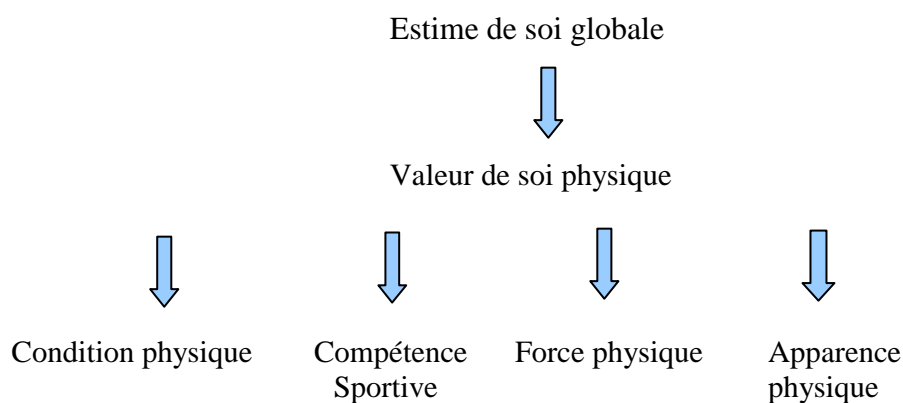 Estime de soi globale
Valeur de soi physique
Condition physique
Compétence
Sportive
Force physique
Apparence
physique